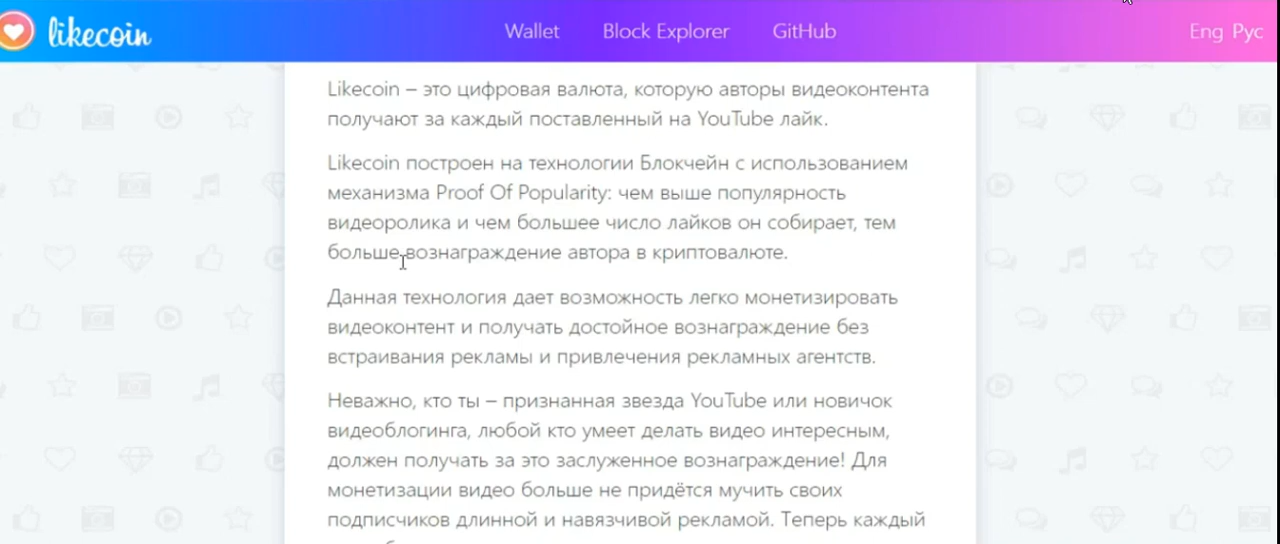 likecoin
Wallet
Block Explorer
GitHub
Eng Рус
Likecoin – это цифровая валюта, которую авторы видеоконтента
получают за каждый поставленный на YouTube лайк.
Likecoin построен на технологии Блокчейн с использованием
механизма Proof Of Popularity: чем выше популярность
видеоролика и чем большее число лайков он собирает, тем
больше вознаграждение автора в криптовалюте.
Данная технология дает возможность легко монетизировать
видеоконтент и получать достойное вознаграждение без
встраивания рекламы и привлечения рекламных агентств.
Неважно, кто ты – признанная звезда YouTube или новичок
видеоблогинга, любой кто умеет делать видео интересным,
должен получать за это заслуженное вознаграждение! Для
монетизации видео больше не придётся мучить своих
подписчиков длинной и навязчивой рекламой. Теперь каждый